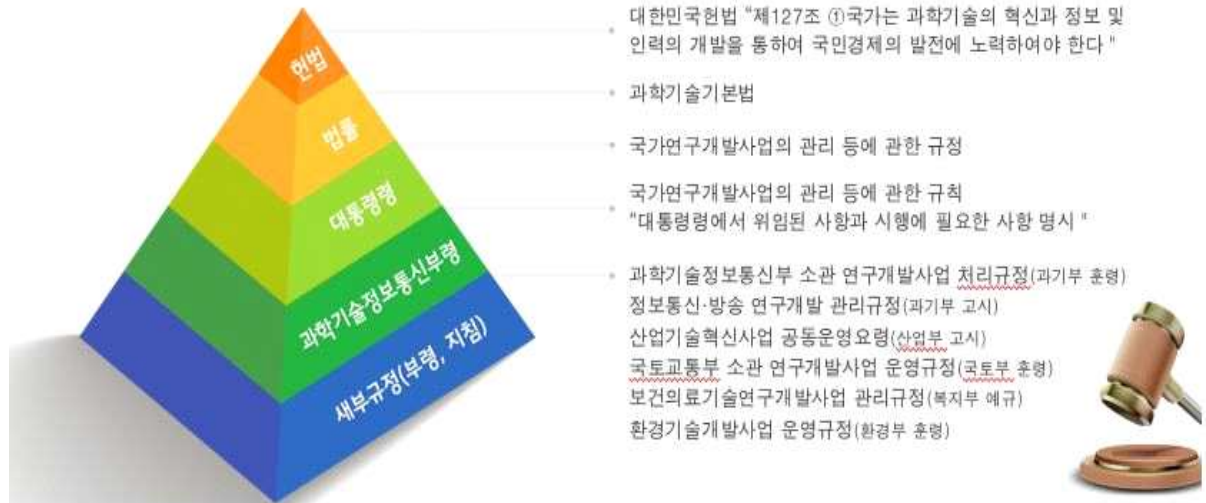 헌법
법률
대통령령
과학기술정보통신부령
새부규정(부령, 지침)
대한민국헌법 "제127조 ①국가는 과학기술의 혁신과 정보 및
인력의 개발을 통하여 국민경제의 발전에 노력하여야 한다 "
과학기술기본법
국가연구개발사업의 관리 등에 관한 규정
국가연구개발사업의 관리 등에 관한 규칙
"대통령령에서 위임된 사항과 시행에 필요한 사항 명시 "
과학기술정보통신부 소관 연구개발사업 처리규정(과기부 훈령)
정보통신·방송 연구개발 관리규정(과기부 고시)
산업기술혁신사업 공동운영요령(산업부 고시)
국토교통부 소관 연구개발사업 운영규정(국토부 훈령)
보건의료기술연구개발사업 관리규정(복지부 예규)
환경기술개발사업 운영규정(환경부 훈령)